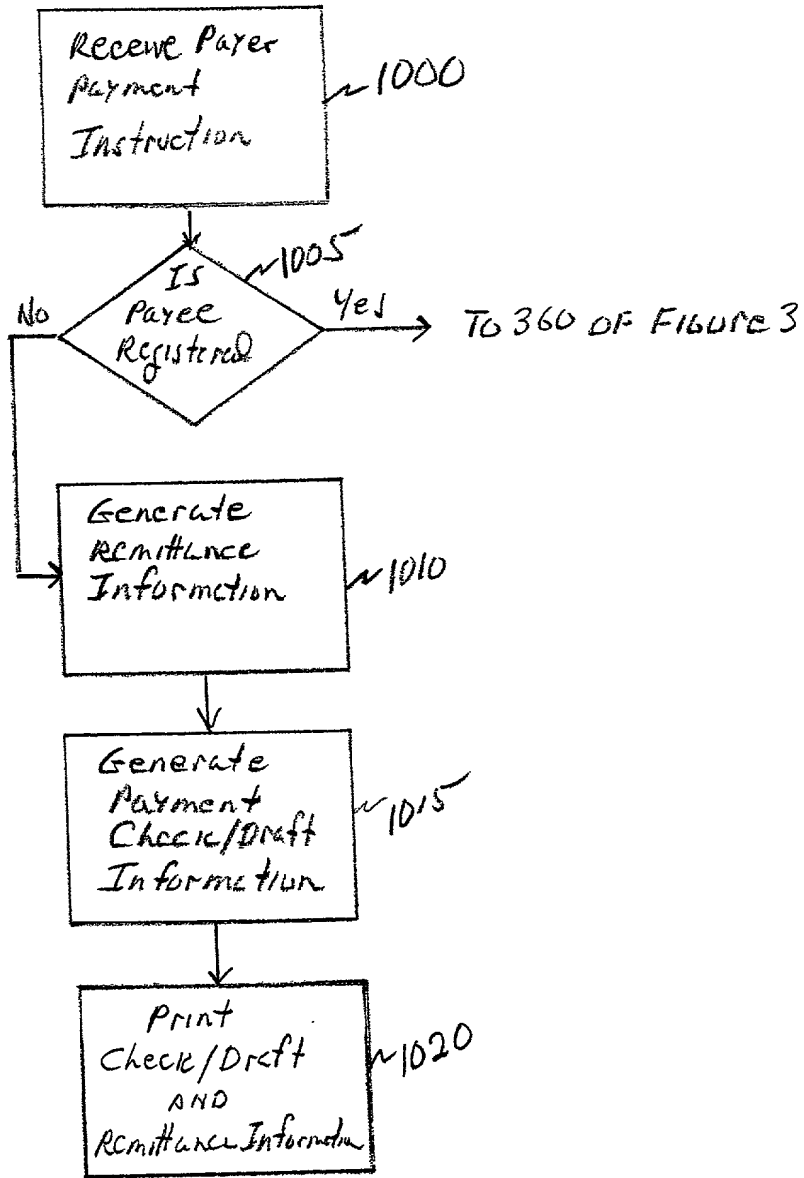 Receive Payer
Payment
Instruction
1000
Is
Payee
Registered
1005
No
Yes
To 360 OF FIGURE 3
Generate
Remittance
Information
1010
Generate
Payment
Check/Draft
Information
1015
Print
Check/Draft
AND
Remittance Information
1020